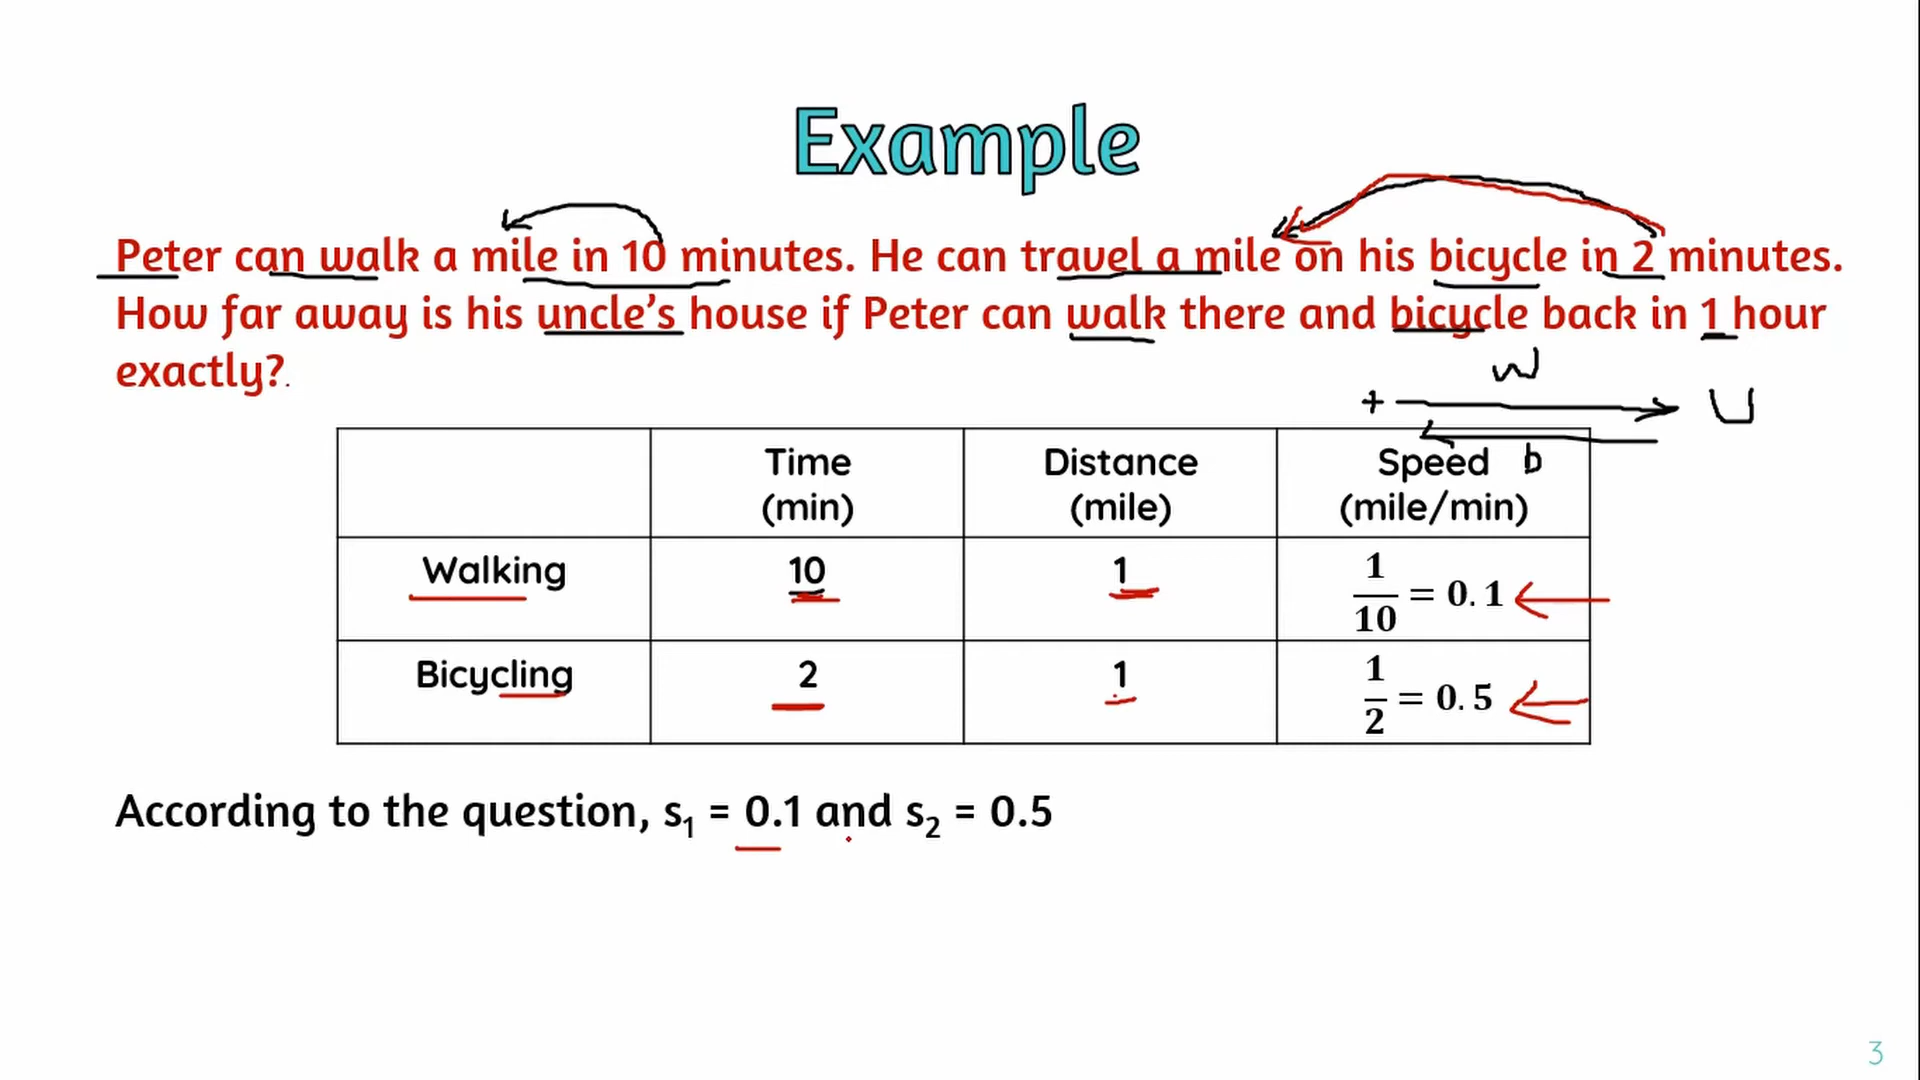 Example
Peter can walk a mile in 10 minutes. He can travel a mile on his bicycle in 2 minutes.
How far away is his uncle's house if Peter can walk there and bicycle back in 1 hour
exactly?.
W
+ U
b
Time (min) Distance (mile) Speed (mile/min)
Walking 10 1 1/10 = 0.1
Bicycling 2 1 1/2 = 0.5
According to the question, s₁ = 0.1 and s₂ = 0.5
3